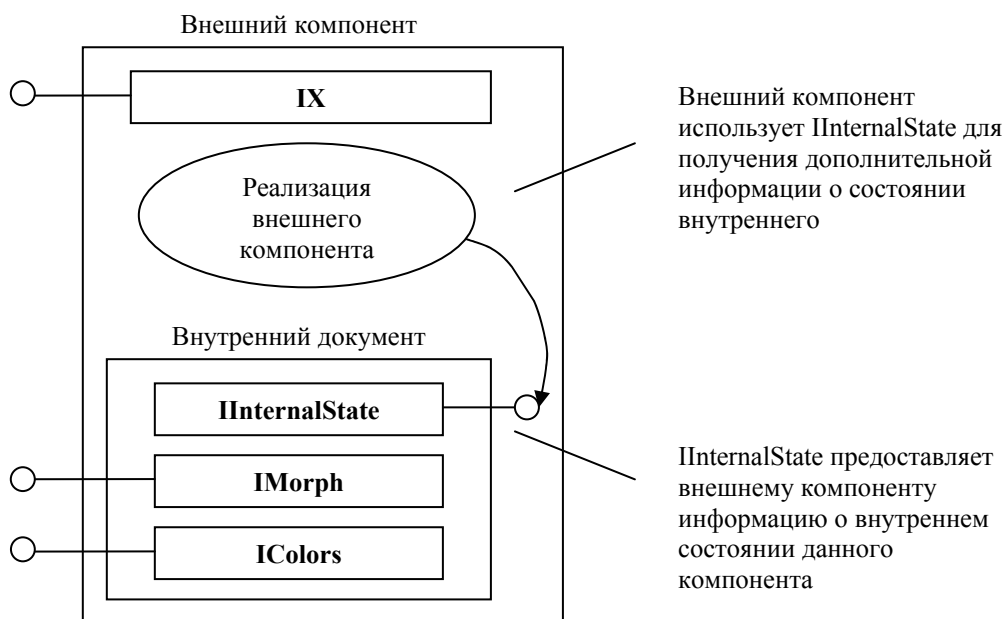 Внешний компонент
IX
Внешний компонент
использует IInternalState для
получения дополнительной
информации о состоянии
внутреннего
Реализация
внешнего
компонента
Внутренний документ
IInternalState
IMorph
IColors
IInternalState предоставляет
внешнему компоненту
информацию о внутреннем
состоянии данного
компонента